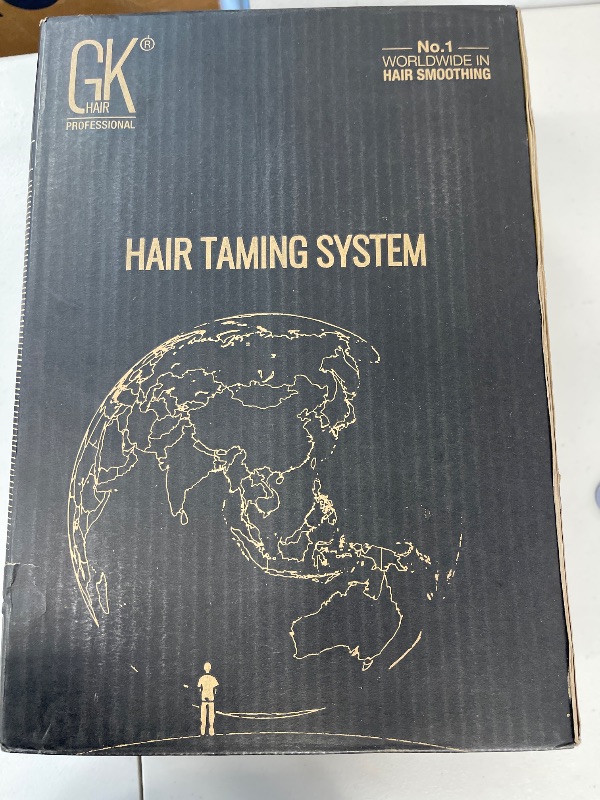 GK®
HAIR
PROFESSIONAL
No.1
WORLDWIDE IN
HAIR SMOOTHING
HAIR TAMING SYSTEM